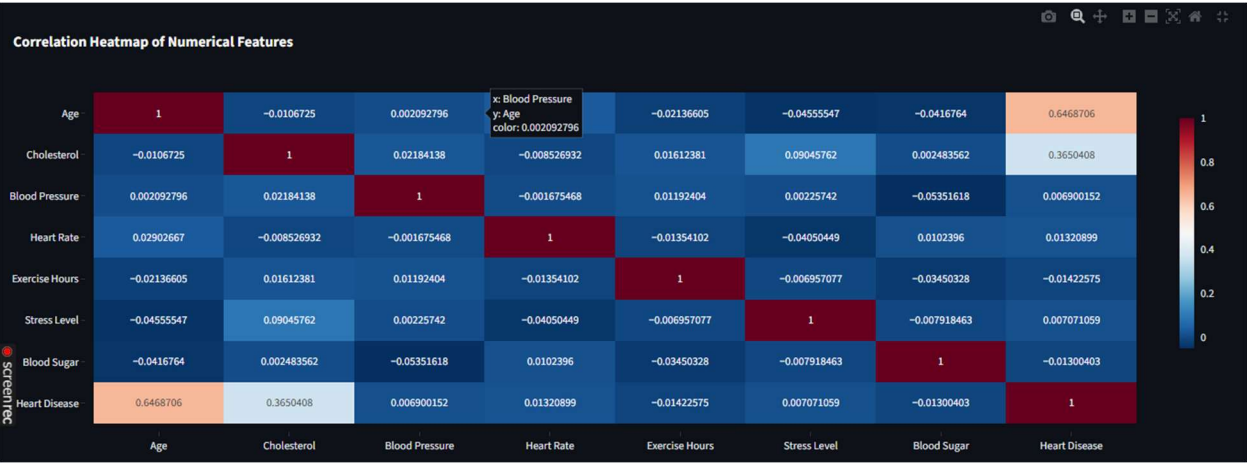 Correlation Heatmap of Numerical Features
x: Blood Pressure
y: Age
color: 0.002092796
Age 1 −0.0106725 0.002092796 −0.02136605 −0.04555547 −0.0416764 0.6468706
Cholesterol −0.0106725 1 0.02184138 −0.008526932 0.01612381 0.09045762 0.002483562 0.3650408
Blood Pressure 0.002092796 0.02184138 1 −0.001675468 0.01192404 0.00225742 −0.05351618 0.006900152
Heart Rate 0.02902667 −0.008526932 −0.001675468 1 −0.01354102 −0.04050449 0.0102396 0.01320899
Exercise Hours −0.02136605 0.01612381 0.01192404 −0.01354102 1 −0.006957077 −0.03450328 −0.01422575
Stress Level −0.04555547 0.09045762 0.00225742 −0.04050449 −0.006957077 1 −0.007918463 0.007071059
Blood Sugar −0.0416764 0.002483562 −0.05351618 0.0102396 −0.03450328 −0.007918463 1 −0.01300403
Heart Disease 0.6468706 0.3650408 0.006900152 0.01320899 −0.01422575 0.007071059 −0.01300403 1
Age Cholesterol Blood Pressure Heart Rate Exercise Hours Stress Level Blood Sugar Heart Disease
1
0.8
0.6
0.4
0.2
0
screenrec